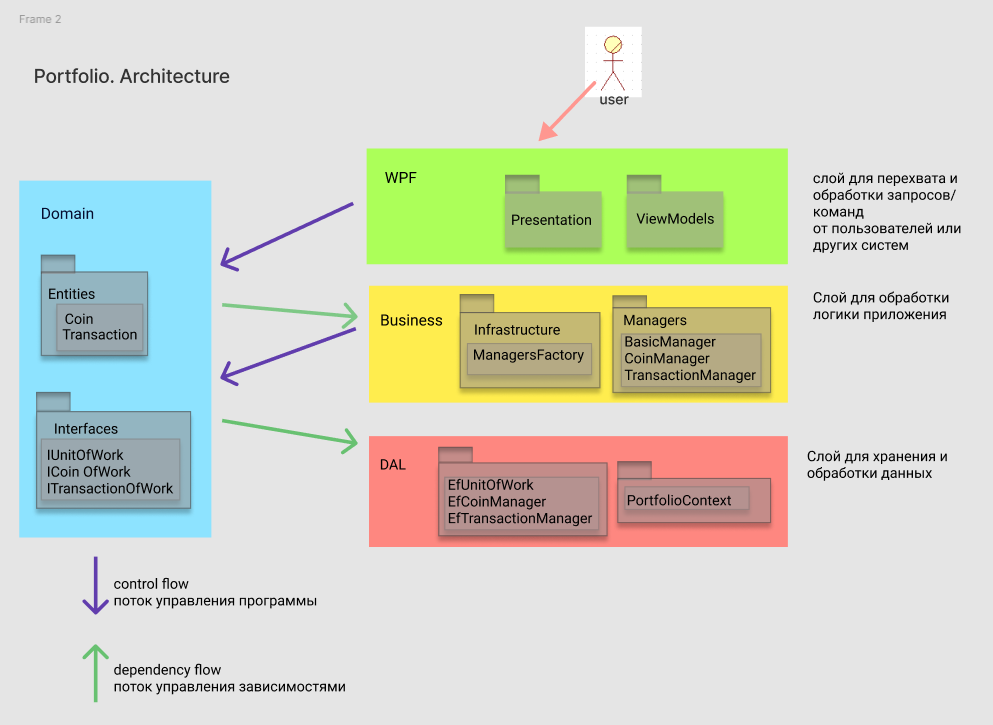 Frame 2
Portfolio. Architecture
user
WPF
Presentation
ViewModels
слой для перехвата и
обработки запросов/
команд
от пользователей или
других систем
Domain
Entities
Coin
Transaction
Interfaces
IUnitOfWork
ICoin OfWork
ITransactionOfWork
Business
Infrastructure
ManagersFactory
Managers
BasicManager
CoinManager
TransactionManager
Слой для обработки
логики приложения
DAL
EfUnitOfWork
EfCoinManager
EfTransactionManager
PortfolioContext
Слой для хранения и
обработки данных
control flow
поток управления программы
dependency flow
поток управления зависимостями